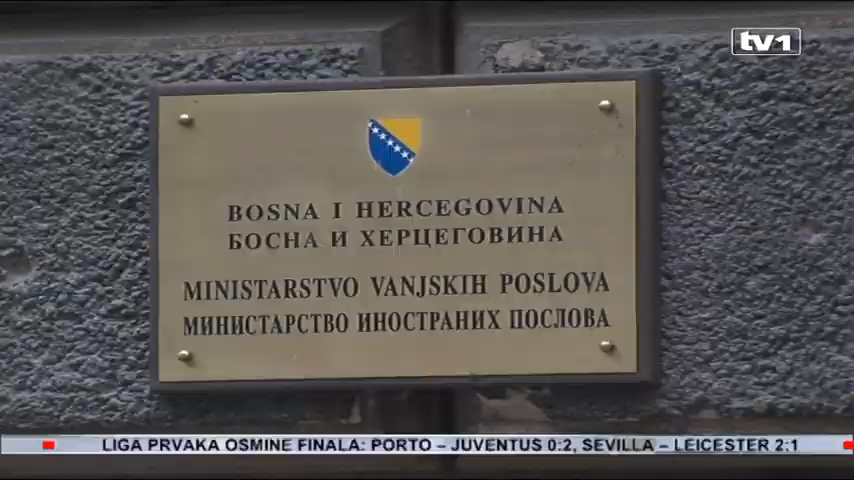 tv1
BOSNA I HERCEGOVINA
БОСНА И ХЕРЦЕГОВИНА
MINISTARSTVO VANJSKIH POSLOVA
МИНИСТАРСТВО ИНОСТРАНИХ ПОСЛОВА
LIGA PRVAKA OSMINE FINALA: PORTO – JUVENTUS 0:2, SEVILLA – LEICESTER 2:1